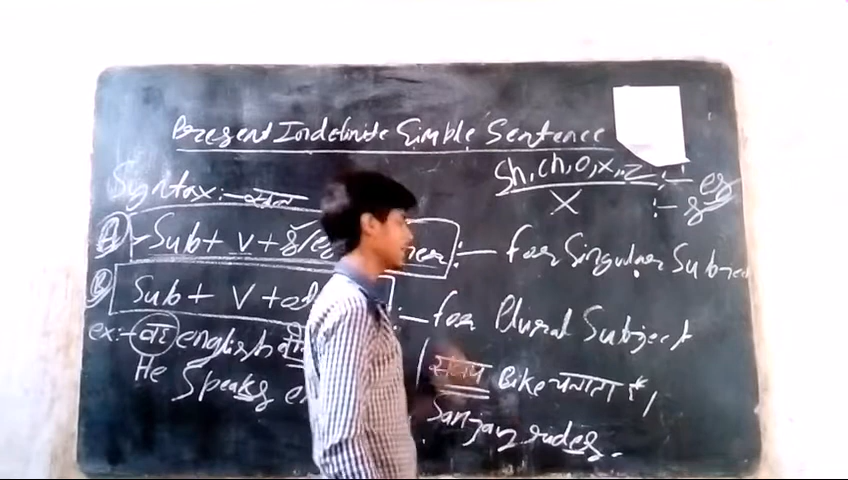 Present Indefinite Simple Sentence
Syntax:-
sh, ch, o, x, z :- es
X :- s
A Sub + V + s/es :- for Singular Subject
B Sub + V + :- for Plural Subject
ex:- वह english
He Speaks
संजय Bike चलाता है।
Sanjay rides.